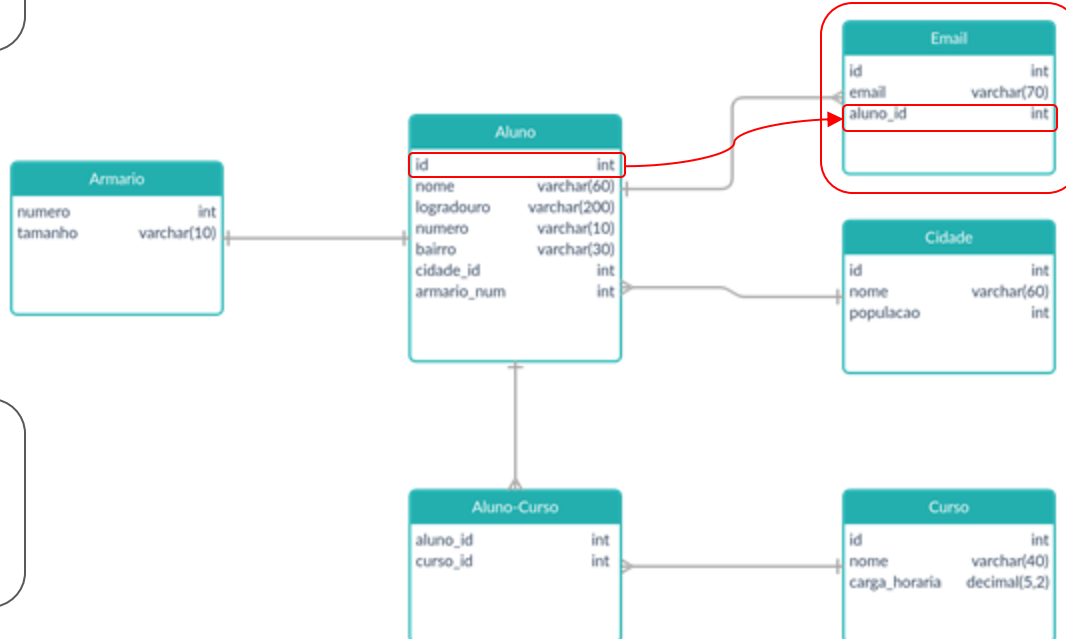 Email
id int
email varchar(70)
aluno_id int
Aluno
id int
nome varchar(60)
logradouro varchar(200)
numero varchar(10)
bairro varchar(30)
cidade_id int
armario_num int
Armario
numero int
tamanho varchar(10)
Cidade
id int
nome varchar(60)
populacao int
Aluno-Curso
aluno_id int
curso_id int
Curso
id int
nome varchar(40)
carga_horaria decimal(5,2)